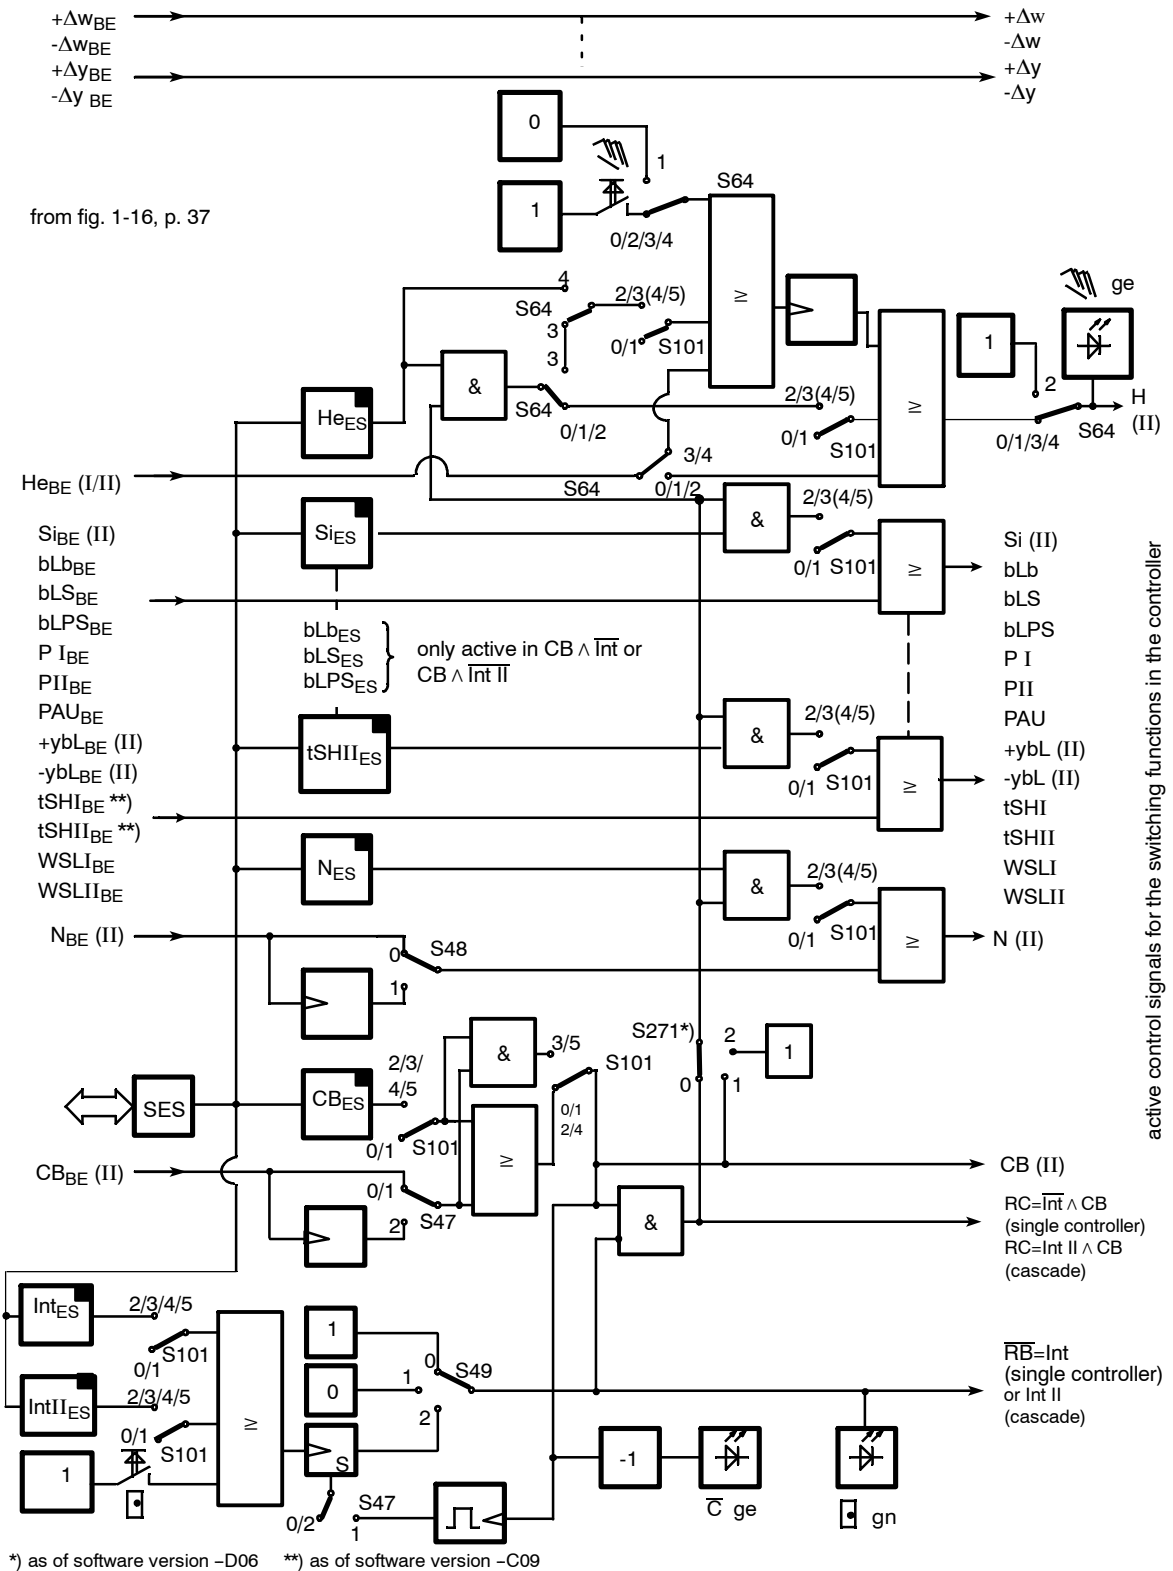 +ΔwBE
-ΔwBE
+ΔyBE
-Δy BE
+Δw
-Δw
+Δy
-Δy
0
1
1
S64
0/2/3/4
from fig. 1-16, p. 37
4
S64
3
3
2/3(4/5)
0/1
S101
≥
ge
1
2
H
(II)
0/1/3/4
S64
HeES
&
S64
0/1/2
2/3(4/5)
0/1
S101
≥
HeBE (I/II)
S64
3/4
0/1/2
SiBE (II)
bLbBE
bLSBE
bLPSBE
P IBE
PIIBE
PAUBE
+ybLBE (II)
-ybLBE (II)
tSHIBE **)
tSHIIBE **)
WSLIBE
WSLIIBE
SiES
&
2/3(4/5)
0/1
S101
≥
bLbES
bLSES
bLPSES
only active in CB ∧ I̅n̅t̅ or
CB ∧ I̅n̅t̅ ̅I̅I̅
tSHIIES
&
2/3(4/5)
0/1
S101
≥
Si (II)
bLb
bLS
bLPS
P I
PII
PAU
+ybL (II)
-ybL (II)
tSHI
tSHII
WSLI
WSLII
active control signals for the switching functions in the controller
NES
&
2/3(4/5)
0/1
S101
≥
N (II)
NBE (II)
0
S48
1
&
3/5
S101
S271*)
2
1
0
1
SES
CBES
2/3/
4/5
0/1
S101
≥
0/1
2/4
CB (II)
CBBE (II)
0/1
S47
2
&
RC=I̅n̅t̅ ∧ CB
(single controller)
RC=Int II ∧ CB
(cascade)
IntES
2/3/4/5
0/1
S101
IntIIES
2/3/4/5
0/1
S101
1
≥
1
0
0
1
2
S49
S
0/2
S47
1
R̅B̅=Int
(single controller)
or Int II
(cascade)
-1
C̅ ge
gn
*) as of software version –D06 **) as of software version –C09